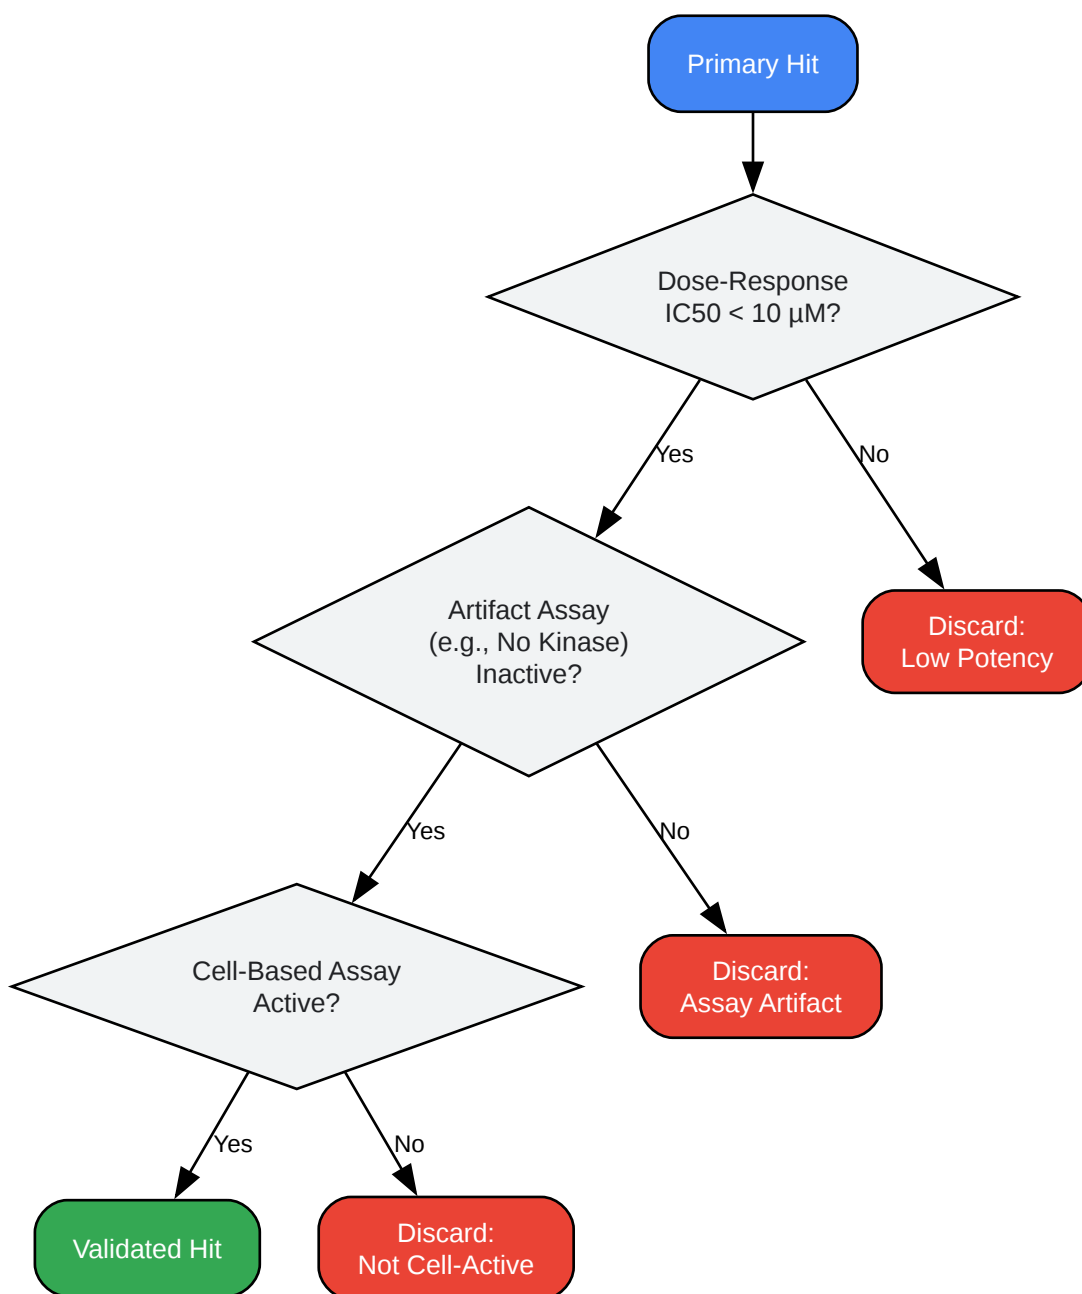 Primary Hit
Dose-Response
IC50 < 10 µM?
Yes
No
Artifact Assay
(e.g., No Kinase)
Inactive?
Discard:
Low Potency
Yes
No
Cell-Based Assay
Active?
Discard:
Assay Artifact
Yes
No
Validated Hit
Discard:
Not Cell-Active